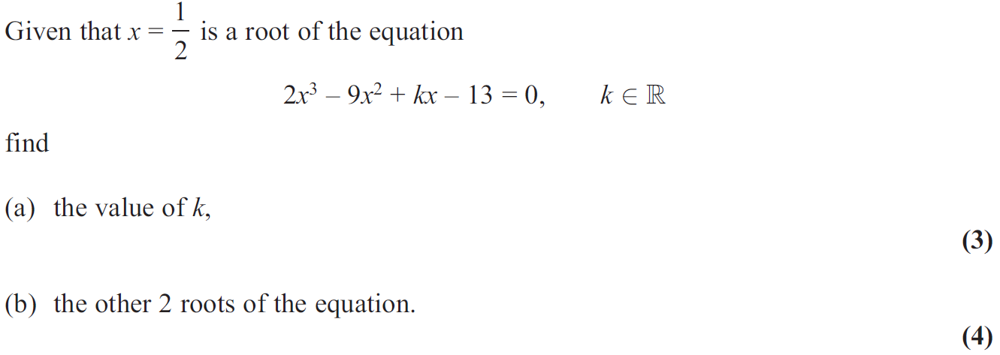 Given that x = 1/2 is a root of the equation
2x³ – 9x² + kx – 13 = 0, k ∈ ℝ
find
(a) the value of k,
(3)
(b) the other 2 roots of the equation.
(4)